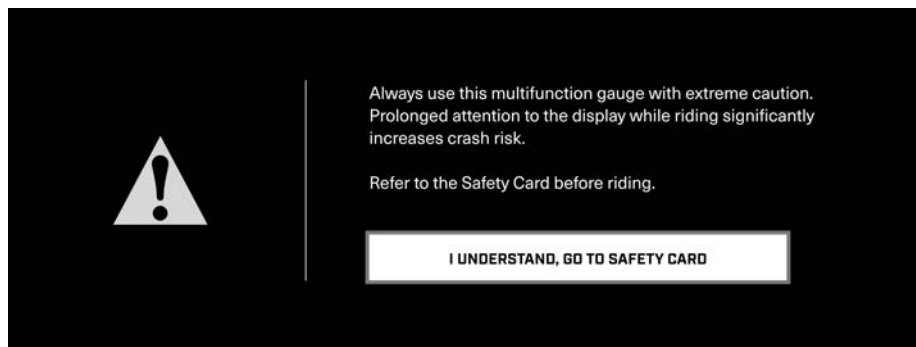 Always use this multifunction gauge with extreme caution.
Prolonged attention to the display while riding significantly
increases crash risk.
Refer to the Safety Card before riding.
I UNDERSTAND, GO TO SAFETY CARD